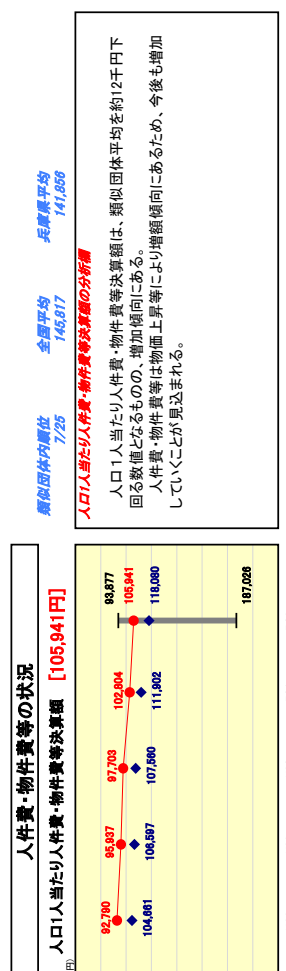 人件費・物件費等の状況
人口1人当たり人件費・物件費等決算額　[105,941円]
円)
92,790
95,937
97,703
102,804
105,941
104,661
106,597
107,560
111,902
118,080
93,877
187,026
類似団体内順位
7/25
全国平均
145,817
兵庫県平均
141,856
人口1人当たり人件費・物件費等決算額の分析欄
人口1人当たり人件費・物件費等決算額は、類似団体平均を約12千円下
回る数値となるものの、増加傾向にある。
人件費・物件費等は物価上昇等により増額傾向にあるため、今後も増加
していくことが見込まれる。